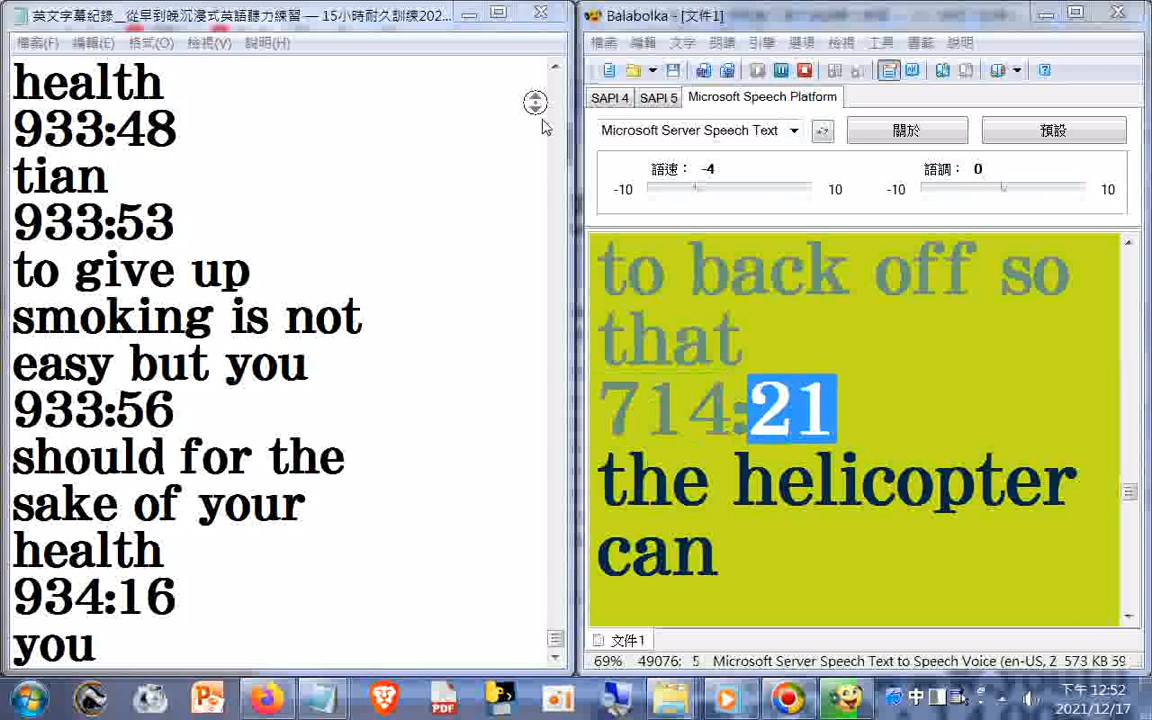 英文字幕紀錄__從早到晚沉浸式英語聽力練習 — 15小時耐久訓練202...
檔案(F) 編輯(E) 格式(O) 檢視(V) 說明(H)
health
933:48
tian
933:53
to give up
smoking is not
easy but you
933:56
should for the
sake of your
health
934:16
you
Balabolka - [文件1]
檔案 編輯 文字 朗讀 引擎 選項 檢視 工具 書籤 說明
SAPI 4 SAPI 5 Microsoft Speech Platform
Microsoft Server Speech Text 關於 預設
語速： -4 語調： 0
-10 10 -10 10
to back off so
that
714:21
the helicopter
can
文件1
69% 49076: 5 Microsoft Server Speech Text to Speech Voice (en-US, Z 573 KB 59
中
下午 12:52
2021/12/17